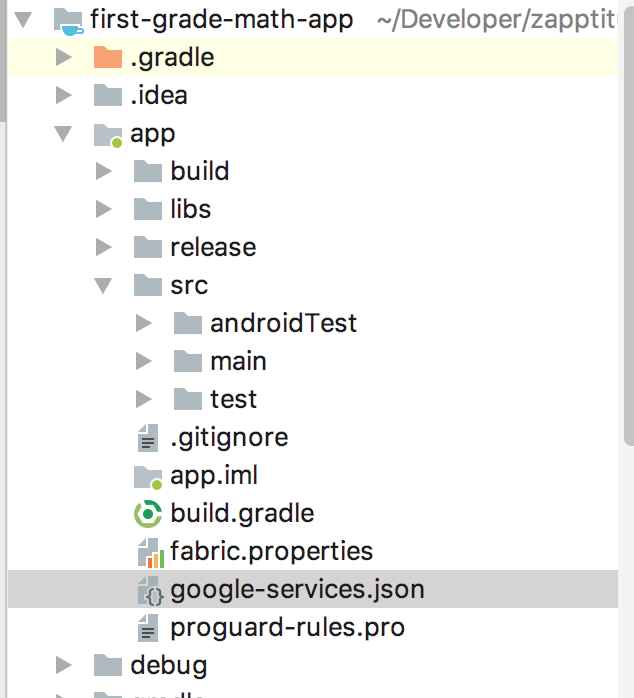 first-grade-math-app ~/Developer/zapptitu
.gradle
.idea
app
build
libs
release
src
androidTest
main
test
.gitignore
app.iml
build.gradle
fabric.properties
google-services.json
proguard-rules.pro
debug